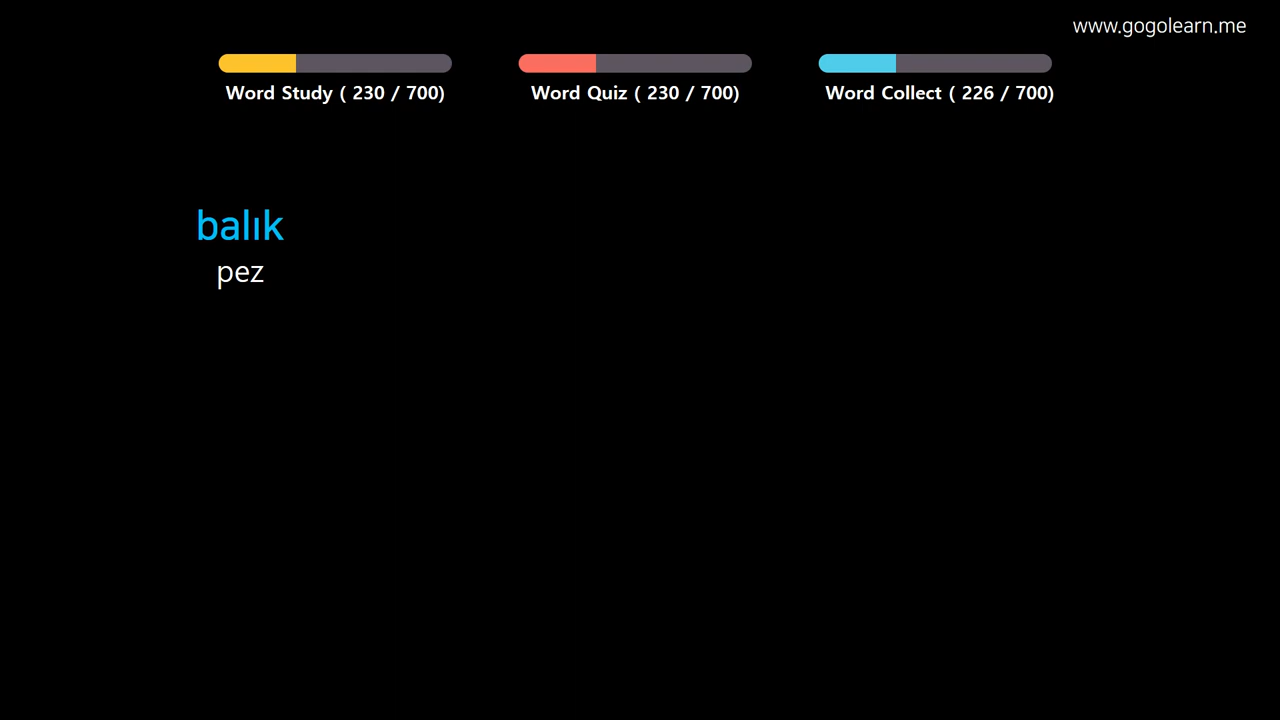 www.gogolearn.me
Word Study ( 230 / 700)
Word Quiz ( 230 / 700)
Word Collect ( 226 / 700)
balık
pez